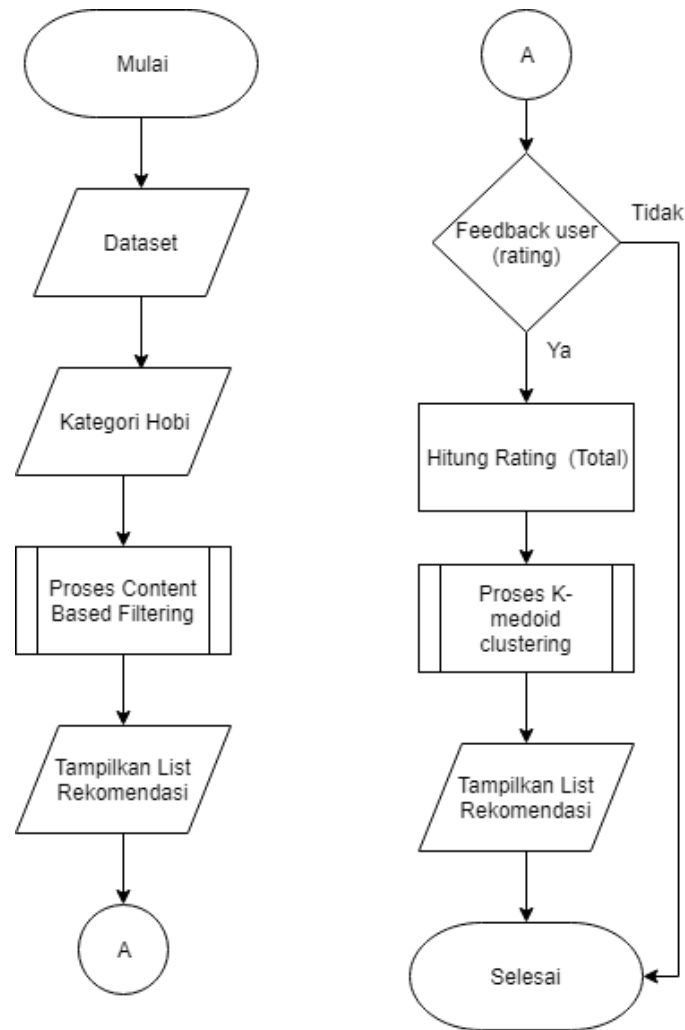 Mulai
Dataset
Kategori Hobi
Proses Content
Based Filtering
Tampilkan List
Rekomendasi
A
A
Feedback user
(rating)
Tidak
Ya
Hitung Rating (Total)
Proses K-
medoid
clustering
Tampilkan List
Rekomendasi
Selesai